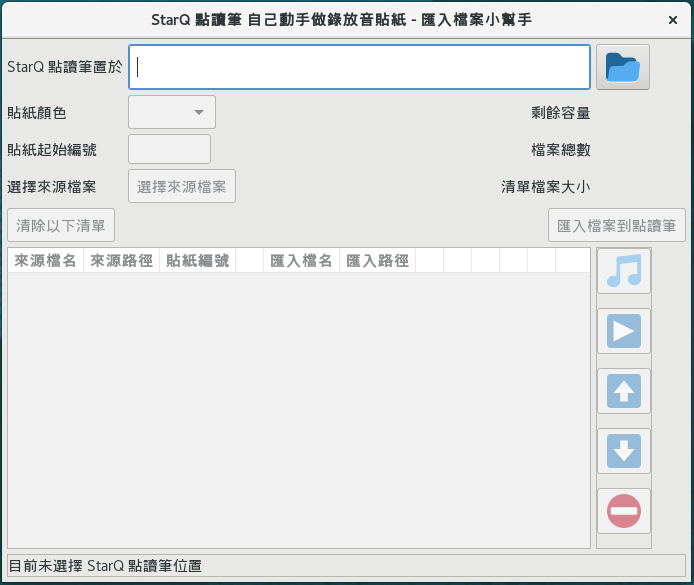 StarQ 點讀筆 自己動手做錄放音貼紙 - 匯入檔案小幫手
StarQ 點讀筆置於
貼紙顏色
剩餘容量
貼紙起始編號
檔案總數
選擇來源檔案 選擇來源檔案
清單檔案大小
清除以下清單 匯入檔案到點讀筆
來源檔名 來源路徑 貼紙編號 匯入檔名 匯入路徑
目前未選擇 StarQ 點讀筆位置